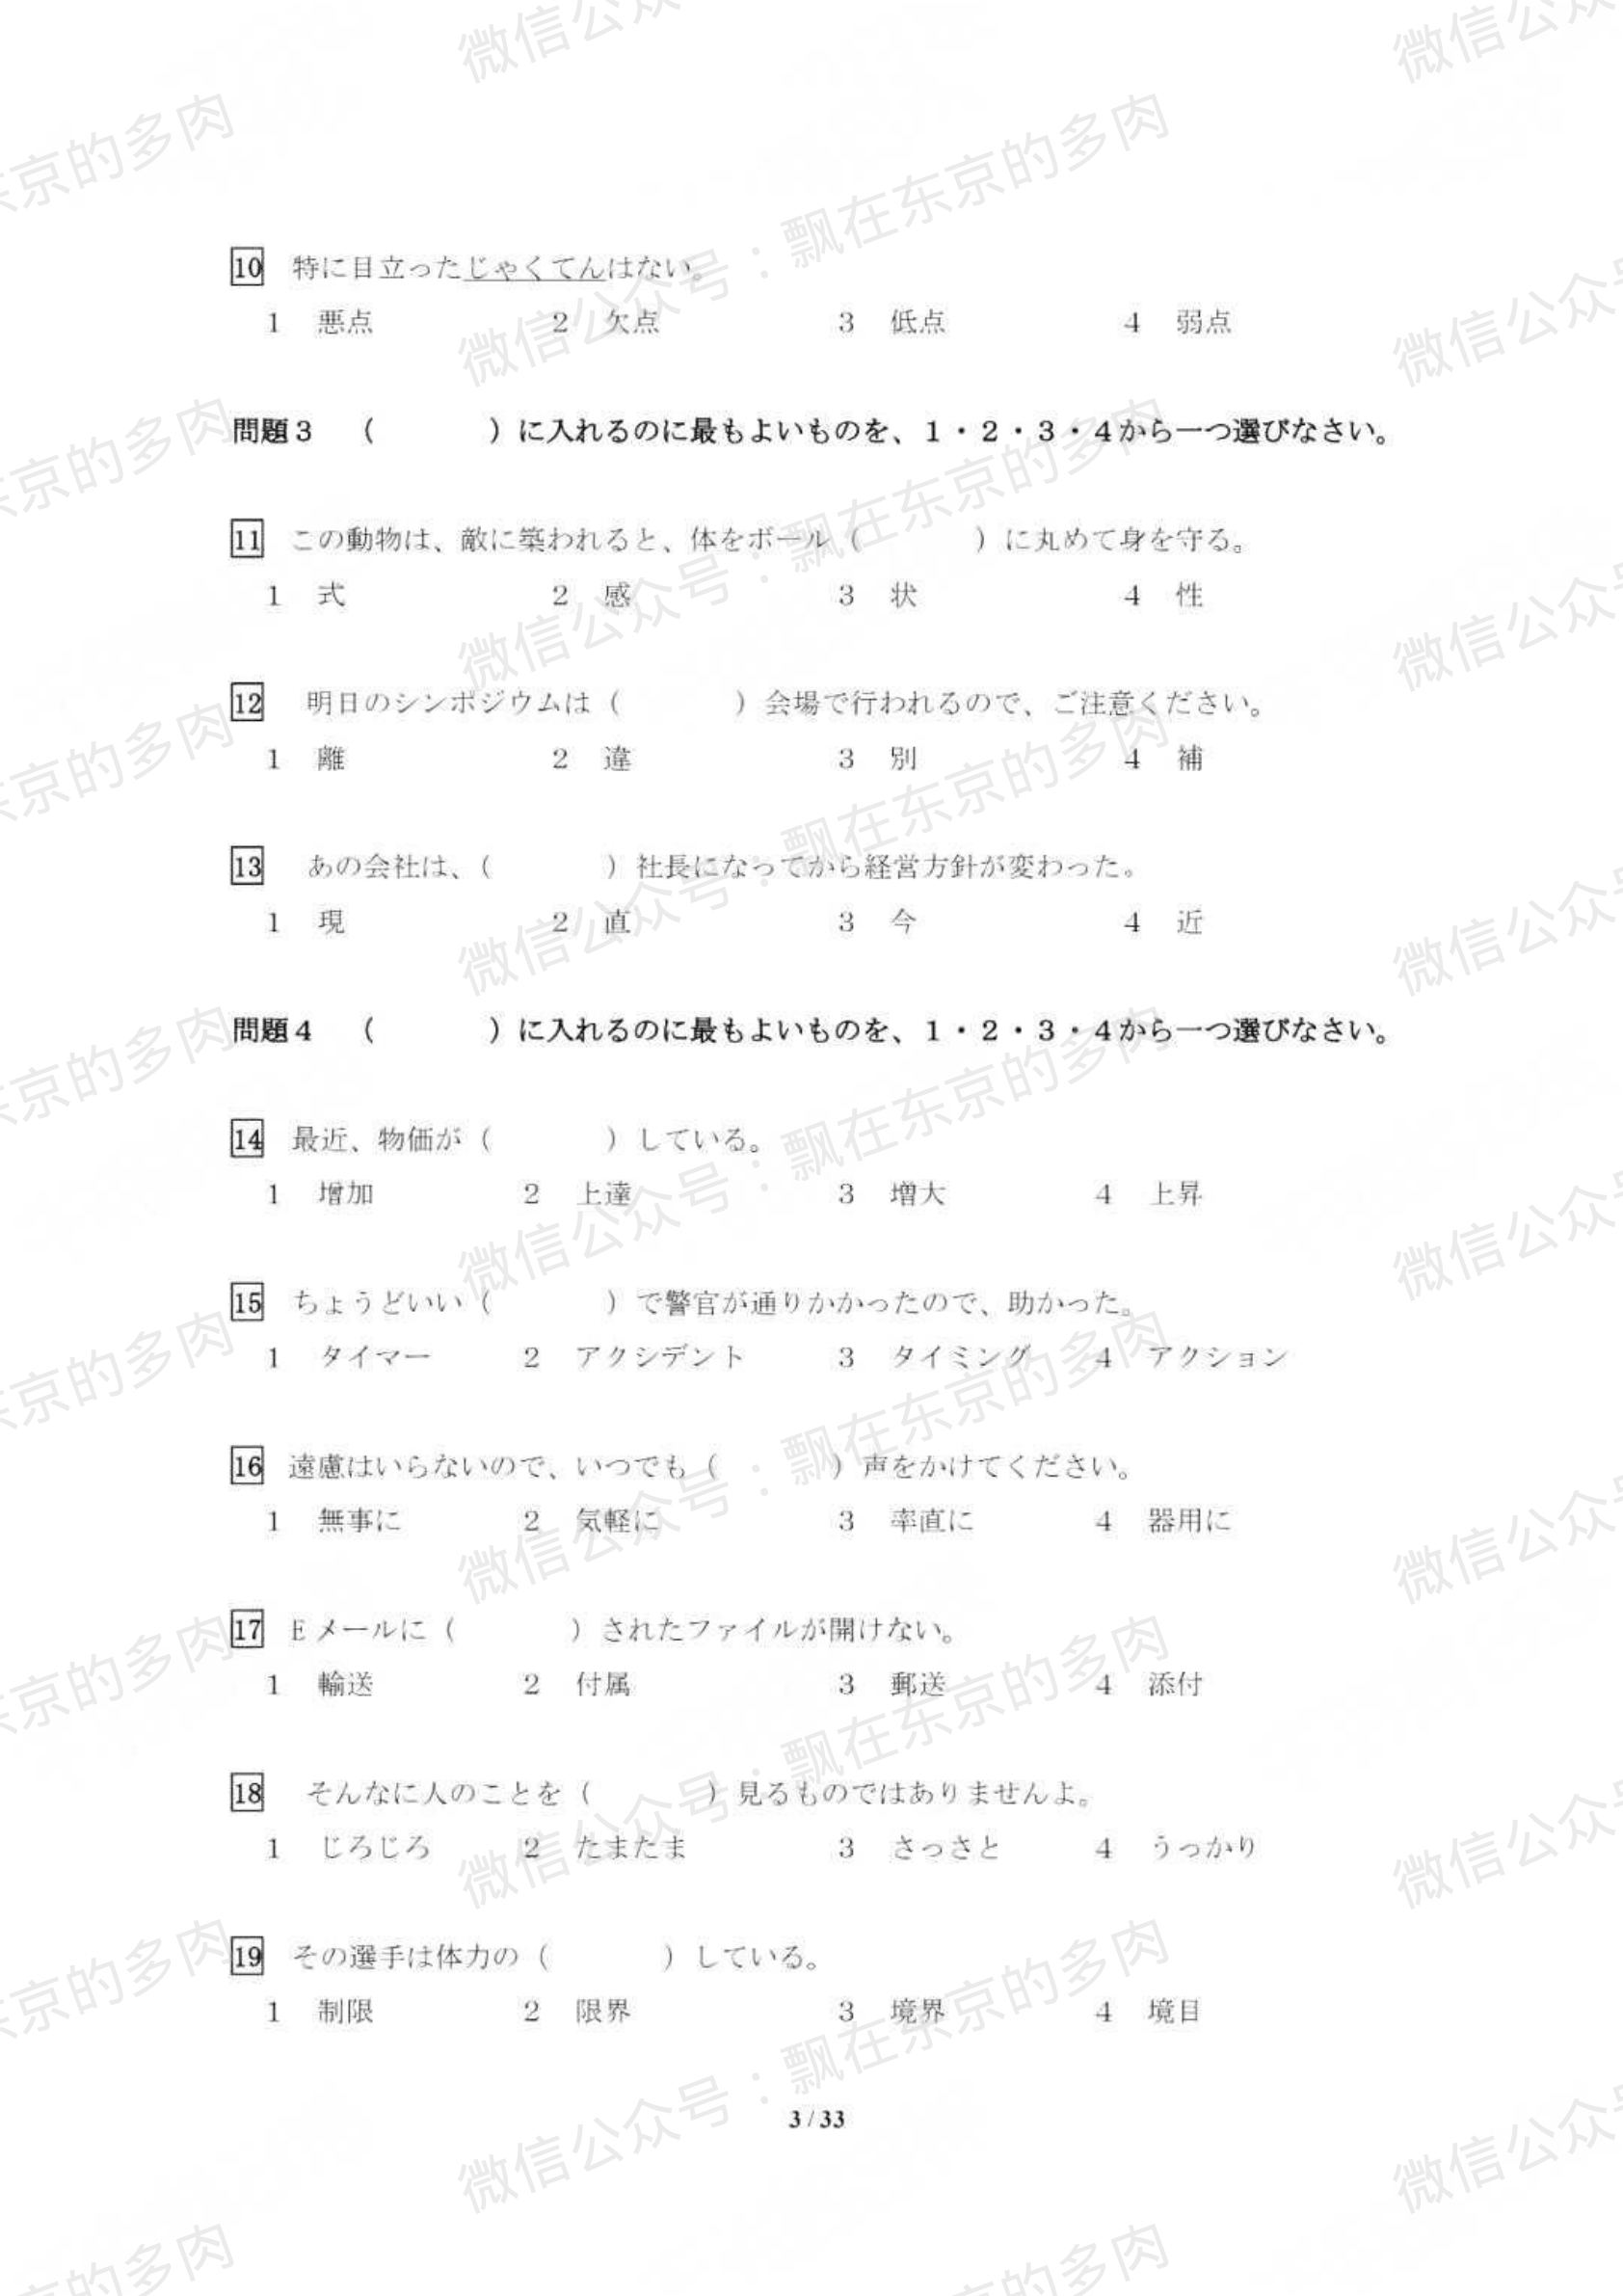 10 特に目立ったじゃくてんはない。
1 悪点 2 欠点 3 低点 4 弱点
問題3 （ ）に入れるのに最もよいものを、1・2・3・4から一つ選びなさい。
11 この動物は、敵に築われると、体をボール（ ）に丸めて身を守る。
1 式 2 感 3 状 4 性
12 明日のシンポジウムは（ ）会場で行われるので、ご注意ください。
1 離 2 違 3 別 4 補
13 あの会社は、（ ）社長になってから経営方針が変わった。
1 現 2 直 3 今 4 近
問題4 （ ）に入れるのに最もよいものを、1・2・3・4から一つ選びなさい。
14 最近、物価が（ ）している。
1 増加 2 上達 3 増大 4 上昇
15 ちょうどいい（ ）で警官が通りかかったので、助かった。
1 タイマー 2 アクシデント 3 タイミング 4 アクション
16 遠慮はいらないので、いつでも（ ）声をかけてください。
1 無事に 2 気軽に 3 率直に 4 器用に
17 Eメールに（ ）されたファイルが開けない。
1 輸送 2 付属 3 郵送 4 添付
18 そんなに人のことを（ ）見るものではありませんよ。
1 じろじろ 2 たまたま 3 さっさと 4 うっかり
19 その選手は体力の（ ）している。
1 制限 2 限界 3 境界 4 境目
3 / 33
微信公众号：飘在东京的多肉